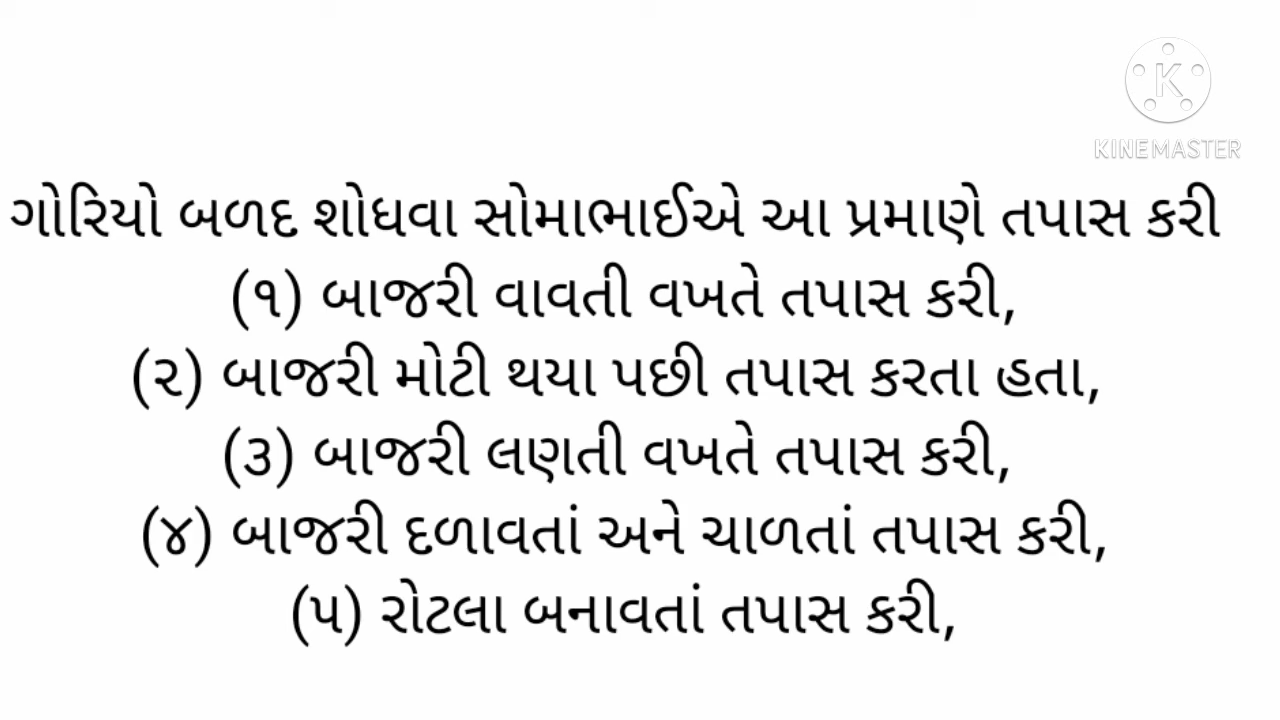 KINEMASTER
ગોરિયો બળદ શોધવા સોમાભાઈએ આ પ્રમાણે તપાસ કરી
(૧) બાજરી વાવતી વખતે તપાસ કરી,
(૨) બાજરી મોટી થયા પછી તપાસ કરતા હતા,
(૩) બાજરી લણતી વખતે તપાસ કરી,
(૪) બાજરી દળાવતાં અને ચાળતાં તપાસ કરી,
(૫) રોટલા બનાવતાં તપાસ કરી,